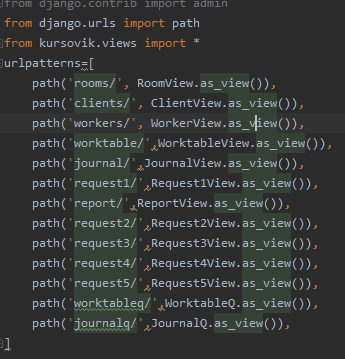 from django.contrib import admin
from django.urls import path
from kursovik.views import *
urlpatterns=[
path('rooms/', RoomView.as_view()),
path('clients/', ClientView.as_view()),
path('workers/', WorkerView.as_view()),
path('worktable/',WorktableView.as_view()),
path('journal/',JournalView.as_view()),
path('request1/',Request1View.as_view()),
path('report/',ReportView.as_view()),
path('request2/',Request2View.as_view()),
path('request3/',Request3View.as_view()),
path('request4/',Request4View.as_view()),
path('request5/',Request5View.as_view()),
path('worktableq/',WorktableQ.as_view()),
path('journalq/',JournalQ.as_view()),
]